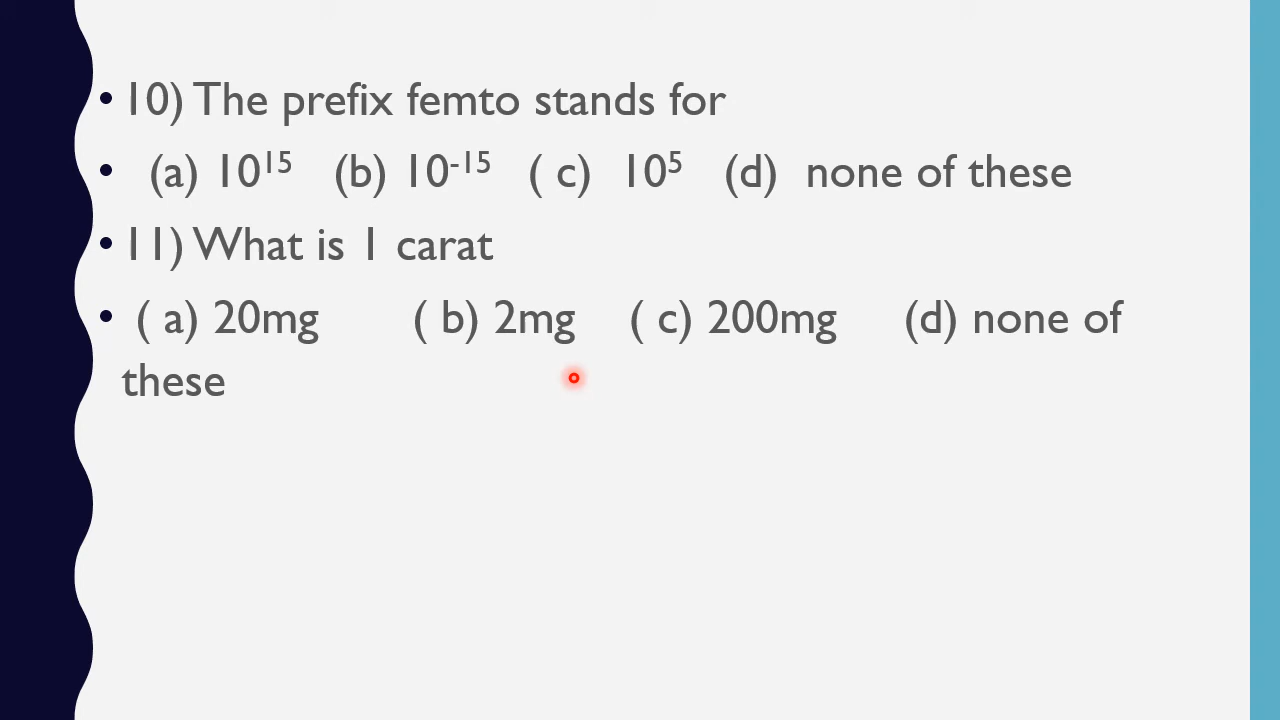 • 10) The prefix femto stands for
• (a) 10¹⁵ (b) 10⁻¹⁵ ( c) 10⁵ (d) none of these
• 11) What is 1 carat
• ( a) 20mg ( b) 2mg ( c) 200mg (d) none of
these